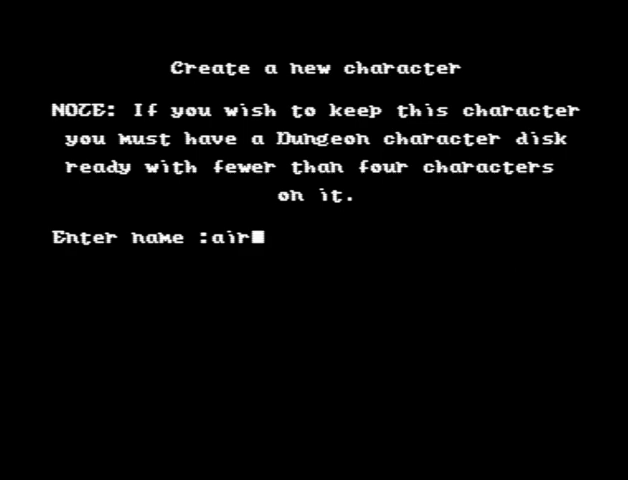 Create a new character
NOTE: If you wish to keep this character
you must have a Dungeon character disk
ready with fewer than four characters
on it.
Enter name :air